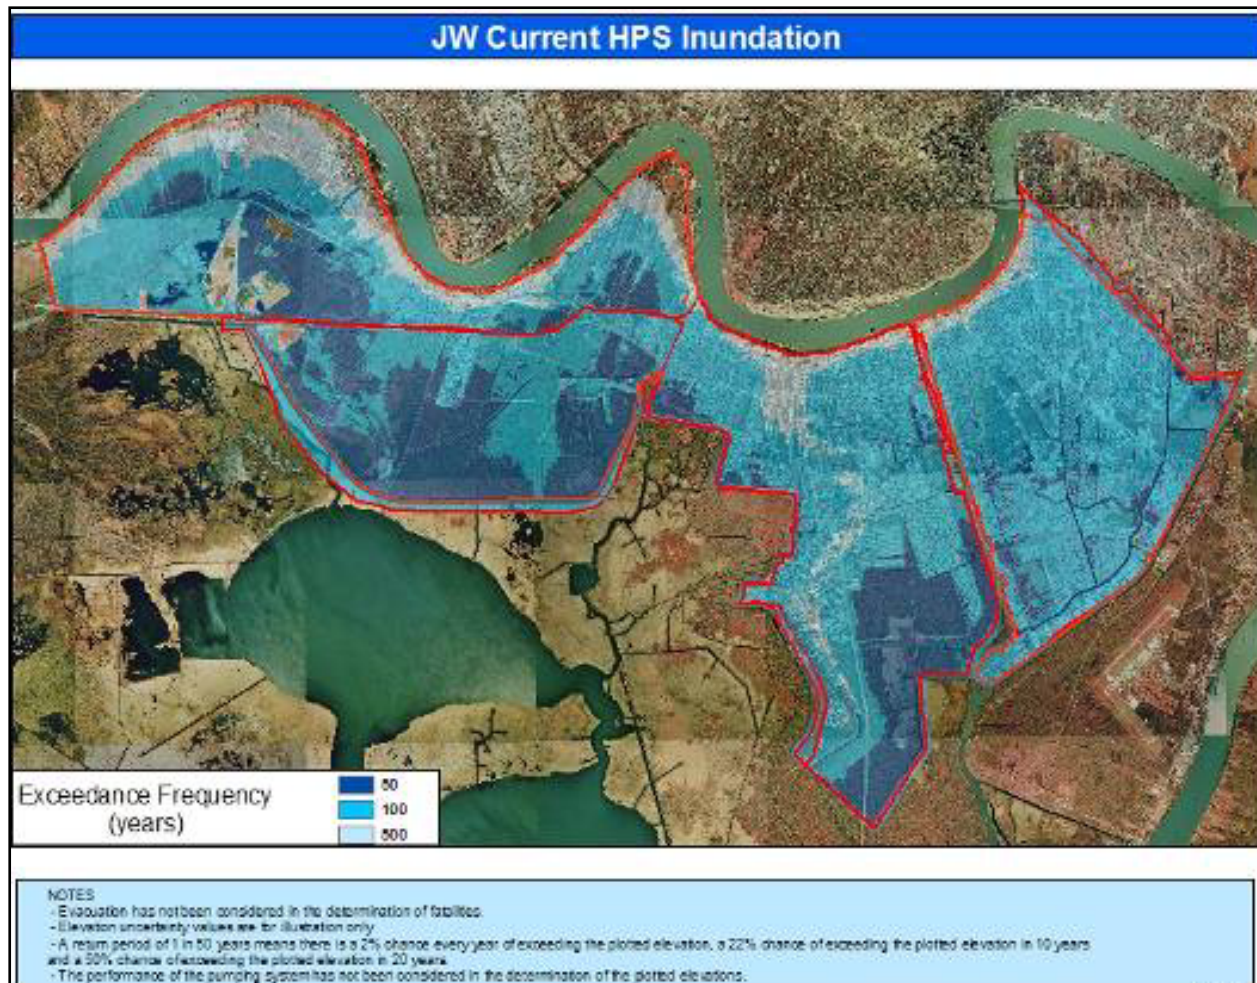 JW Current HPS Inundation
Exceedance Frequency
(years)
50
100
500
NOTES
- Evacuation has not been considered in the determination of fatalities.
- Elevation uncertainty values are for illustration only
- A return period of 1 in 50 years means there is a 2% chance every year of exceeding the plotted elevation, a 22% chance of exceeding the plotted elevation in 10 years
and a 50% chance of exceeding the plotted elevation in 20 years.
- The performance of the pumping system has not been considered in the determination of the plotted elevations.